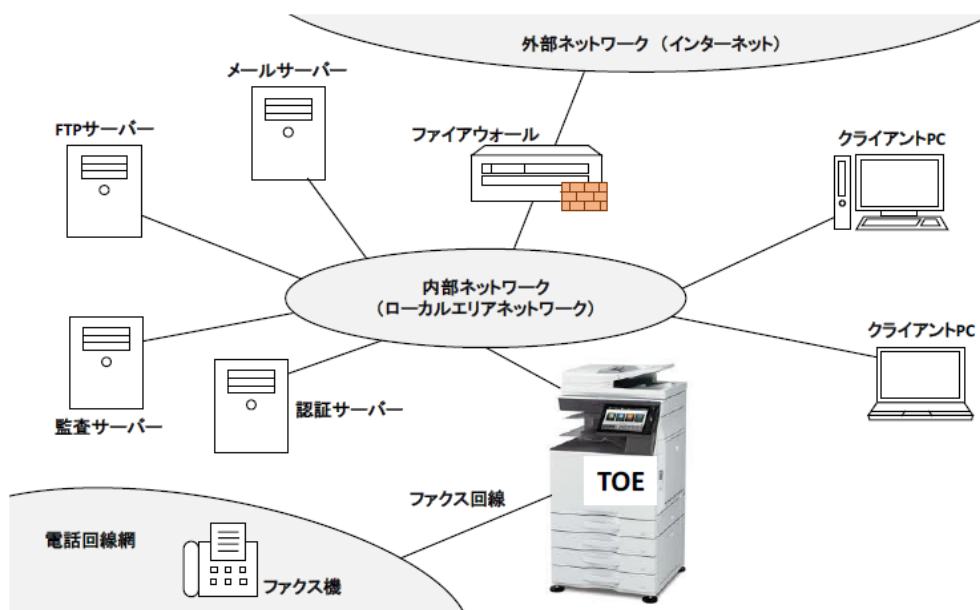 外部ネットワーク（インターネット）
メールサーバー
FTPサーバー
ファイアウォール
クライアントPC
内部ネットワーク
（ローカルエリアネットワーク）
クライアントPC
監査サーバー
認証サーバー
TOE
ファクス回線
電話回線網
ファクス機